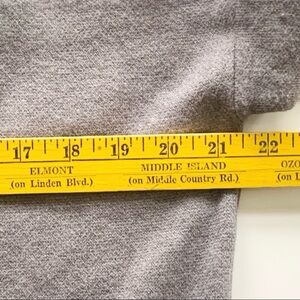 17 18 19 20 21 22
ELMONT MIDDLE ISLAND OZO
(on Linden Blvd.) (on Middle Country Rd.) (on L